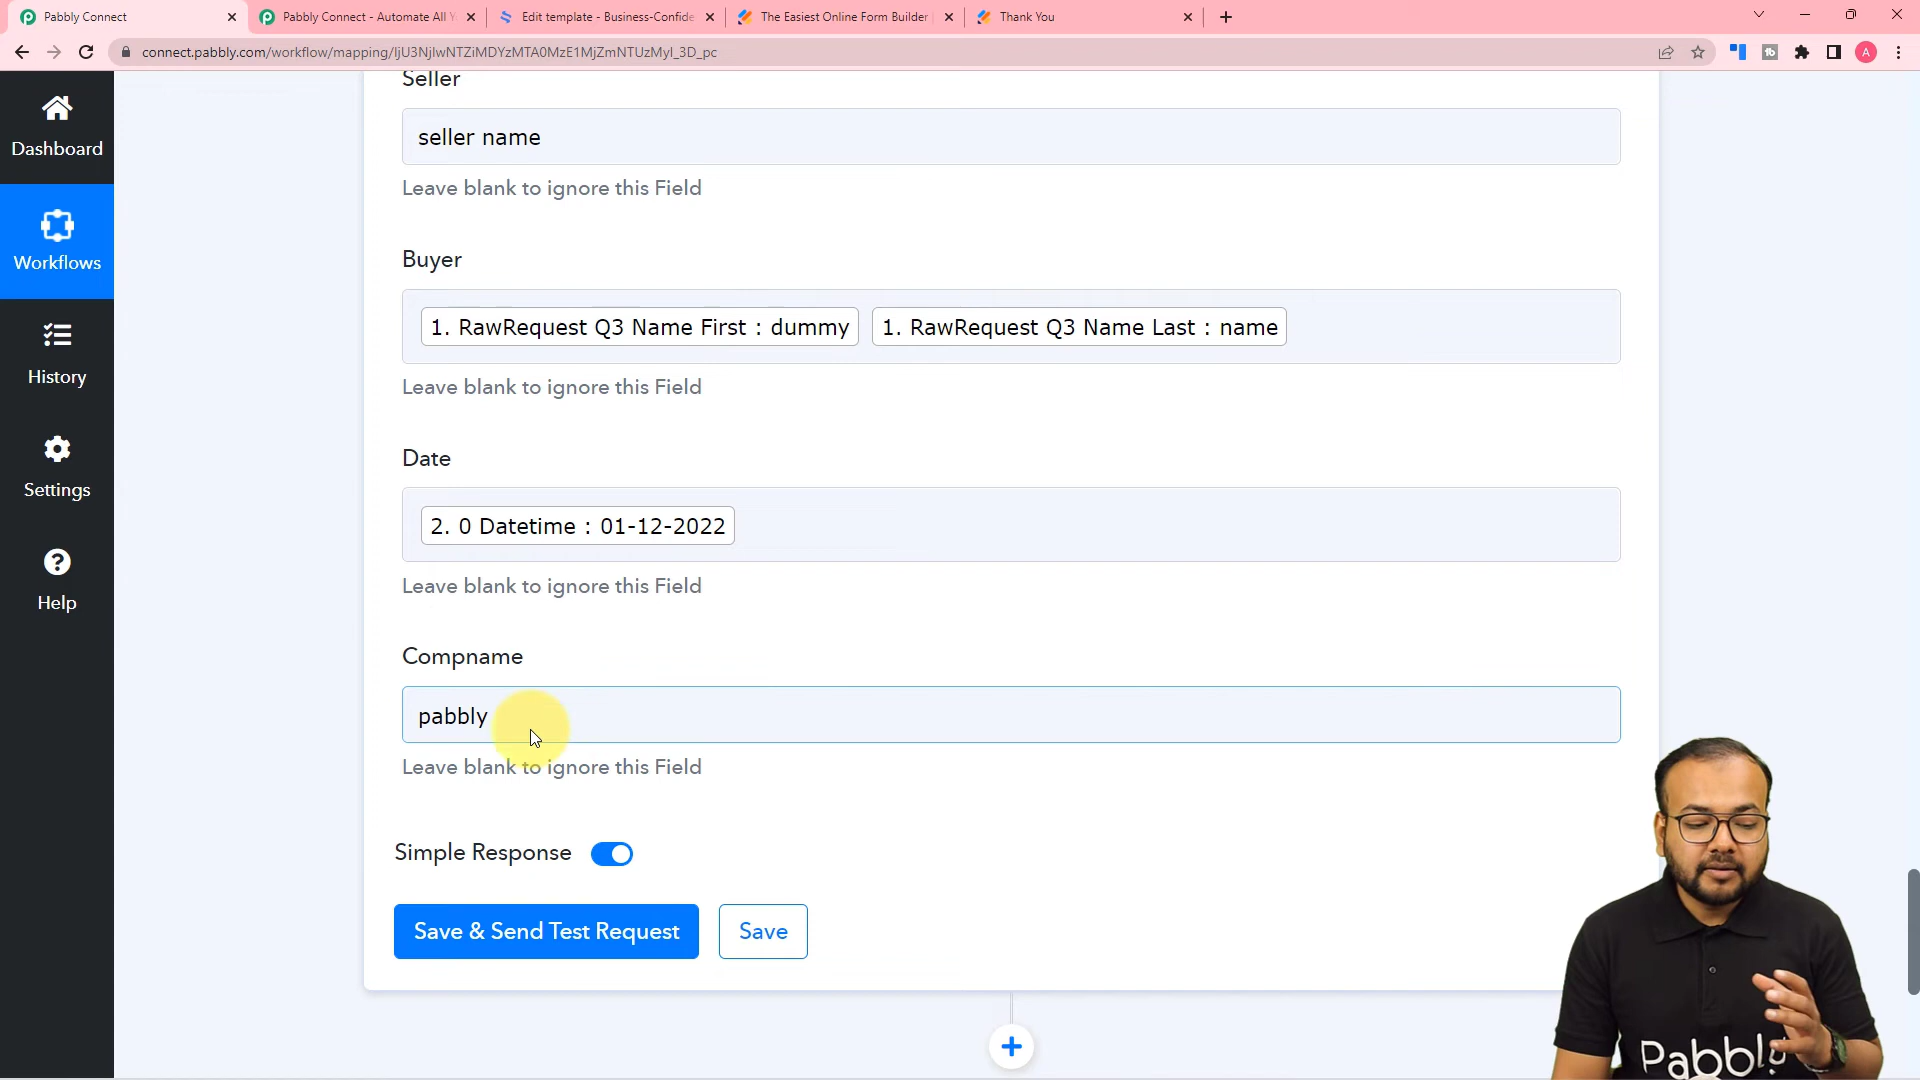 Pabbly Connect
Pabbly Connect - Automate All Y
Edit template - Business-Confide
The Easiest Online Form Builder
Thank You
connect.pabbly.com/workflow/mapping/IjU3NjIwNTZiMDYzMTA0MzE1MjZmNTUzMyI_3D_pc
A
Dashboard
Workflows
History
Settings
Help
Seller
seller name
Leave blank to ignore this Field
Buyer
1. RawRequest Q3 Name First : dummy
1. RawRequest Q3 Name Last : name
Leave blank to ignore this Field
Date
2. 0 Datetime : 01-12-2022
Leave blank to ignore this Field
Compname
pabbly
Leave blank to ignore this Field
Simple Response
Save & Send Test Request
Save
Pabbly